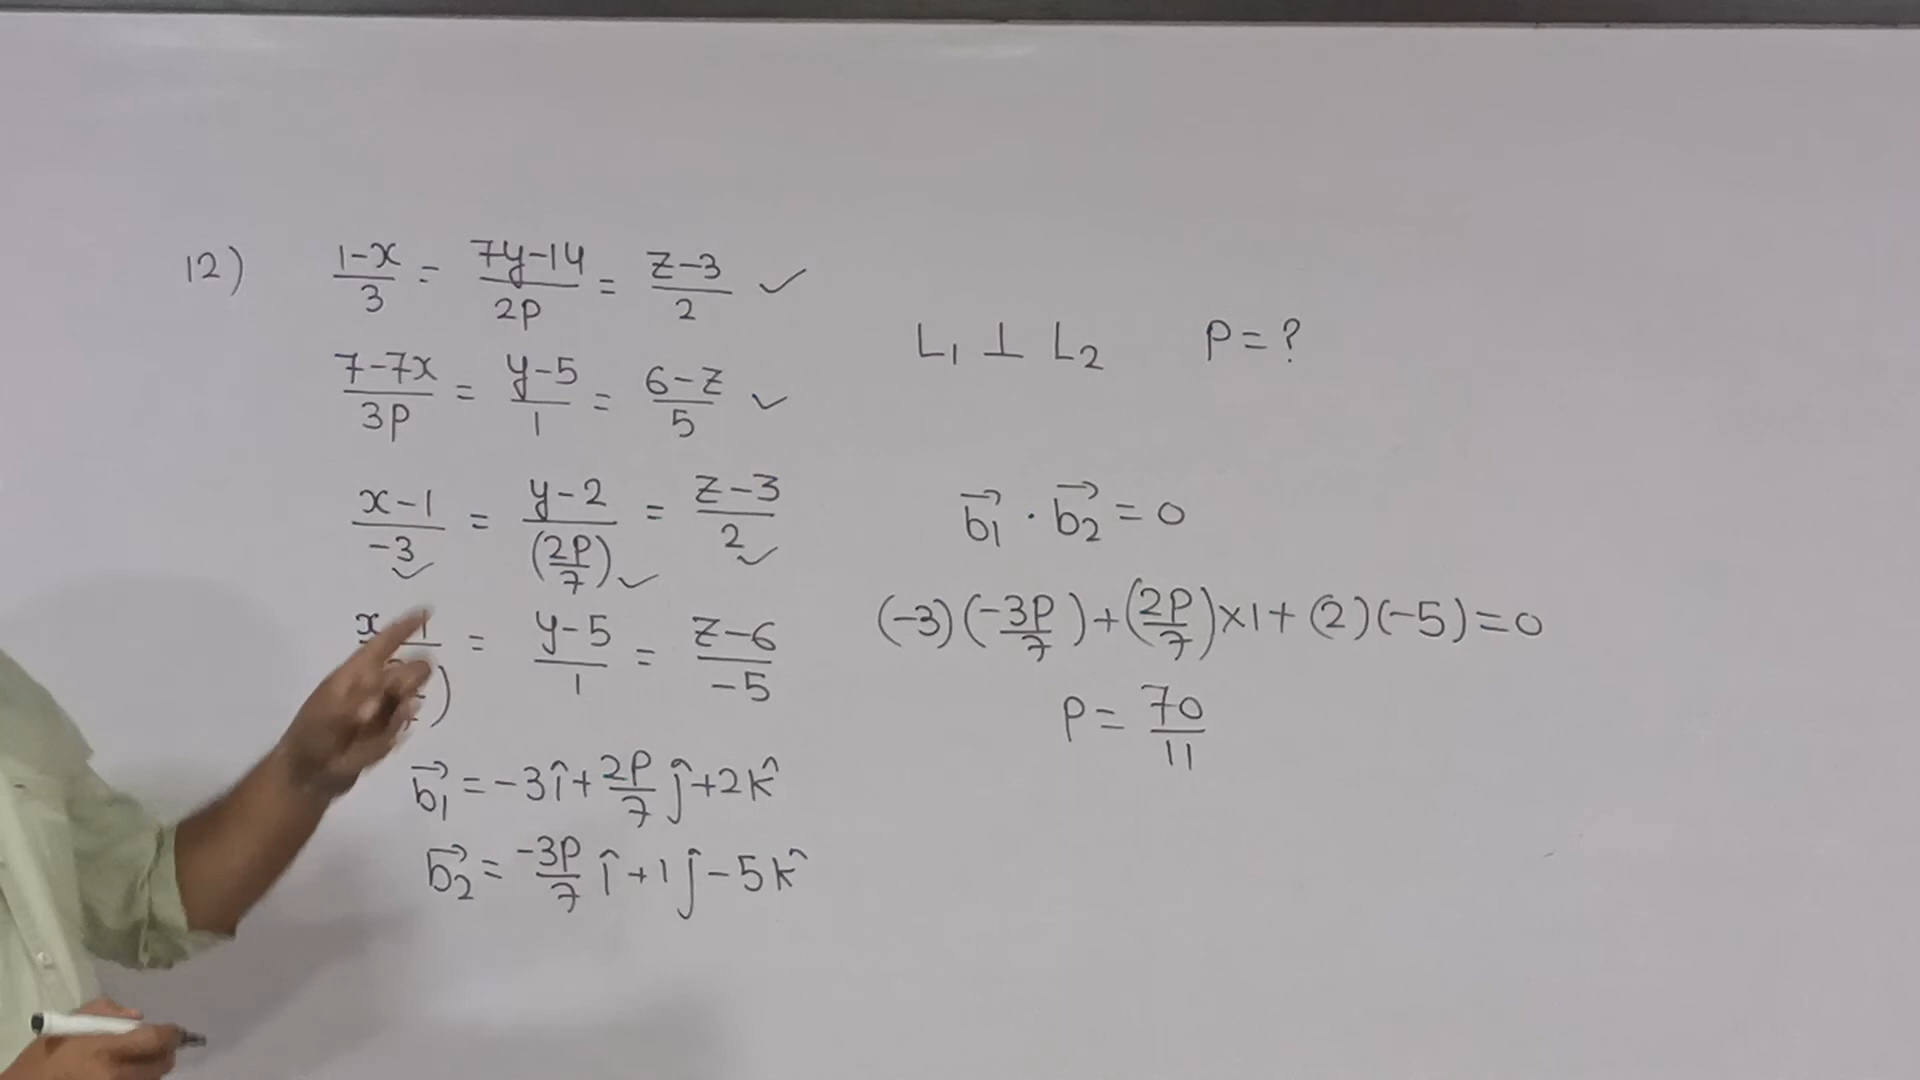 12) 1-x/3 = 7y-14/2P = z-3/2 ✓
7-7x/3P = y-5/1 = 6-z/5 ✓
L₁ ⊥ L₂ P = ?
x-1/-3 ✓ = y-2/(2P/7) ✓ = z-3/2 ✓
= y-5/1 = z-6/-5
b₁⃗ = -3î + 2P/7 ĵ + 2k̂
b₂⃗ = -3P/7 î + 1ĵ - 5k̂
b₁⃗ · b₂⃗ = 0
(-3)(-3P/7) + (2P/7)×1 + (2)(-5) = 0
P = 70/11